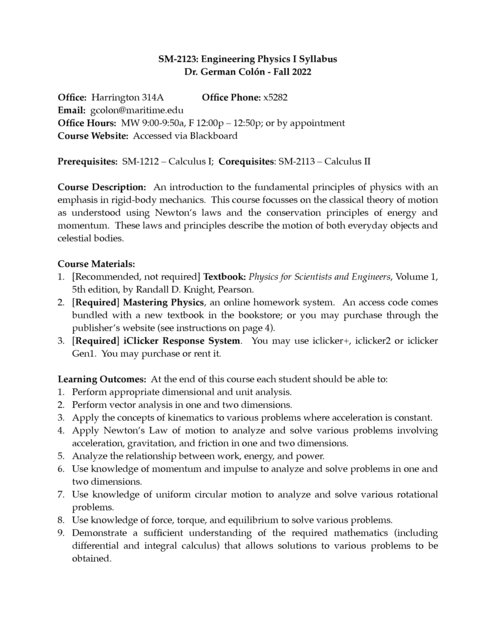 SM-2123: Engineering Physics I Syllabus
Dr. German Colón - Fall 2022
Office: Harrington 314A Office Phone: x5282
Email: gcolon@maritime.edu
Office Hours: MW 9:00-9:50a, F 12:00p – 12:50p; or by appointment
Course Website: Accessed via Blackboard
Prerequisites: SM-1212 – Calculus I; Corequisites: SM-2113 – Calculus II
Course Description: An introduction to the fundamental principles of physics with an
emphasis in rigid-body mechanics. This course focusses on the classical theory of motion
as understood using Newton's laws and the conservation principles of energy and
momentum. These laws and principles describe the motion of both everyday objects and
celestial bodies.
Course Materials:
1. [Recommended, not required] Textbook: Physics for Scientists and Engineers, Volume 1,
5th edition, by Randall D. Knight, Pearson.
2. [Required] Mastering Physics, an online homework system. An access code comes
bundled with a new textbook in the bookstore; or you may purchase through the
publisher's website (see instructions on page 4).
3. [Required] iClicker Response System. You may use iclicker+, iclicker2 or iclicker
Gen1. You may purchase or rent it.
Learning Outcomes: At the end of this course each student should be able to:
1. Perform appropriate dimensional and unit analysis.
2. Perform vector analysis in one and two dimensions.
3. Apply the concepts of kinematics to various problems where acceleration is constant.
4. Apply Newton's Law of motion to analyze and solve various problems involving
acceleration, gravitation, and friction in one and two dimensions.
5. Analyze the relationship between work, energy, and power.
6. Use knowledge of momentum and impulse to analyze and solve problems in one and
two dimensions.
7. Use knowledge of uniform circular motion to analyze and solve various rotational
problems.
8. Use knowledge of force, torque, and equilibrium to solve various problems.
9. Demonstrate a sufficient understanding of the required mathematics (including
differential and integral calculus) that allows solutions to various problems to be
obtained.